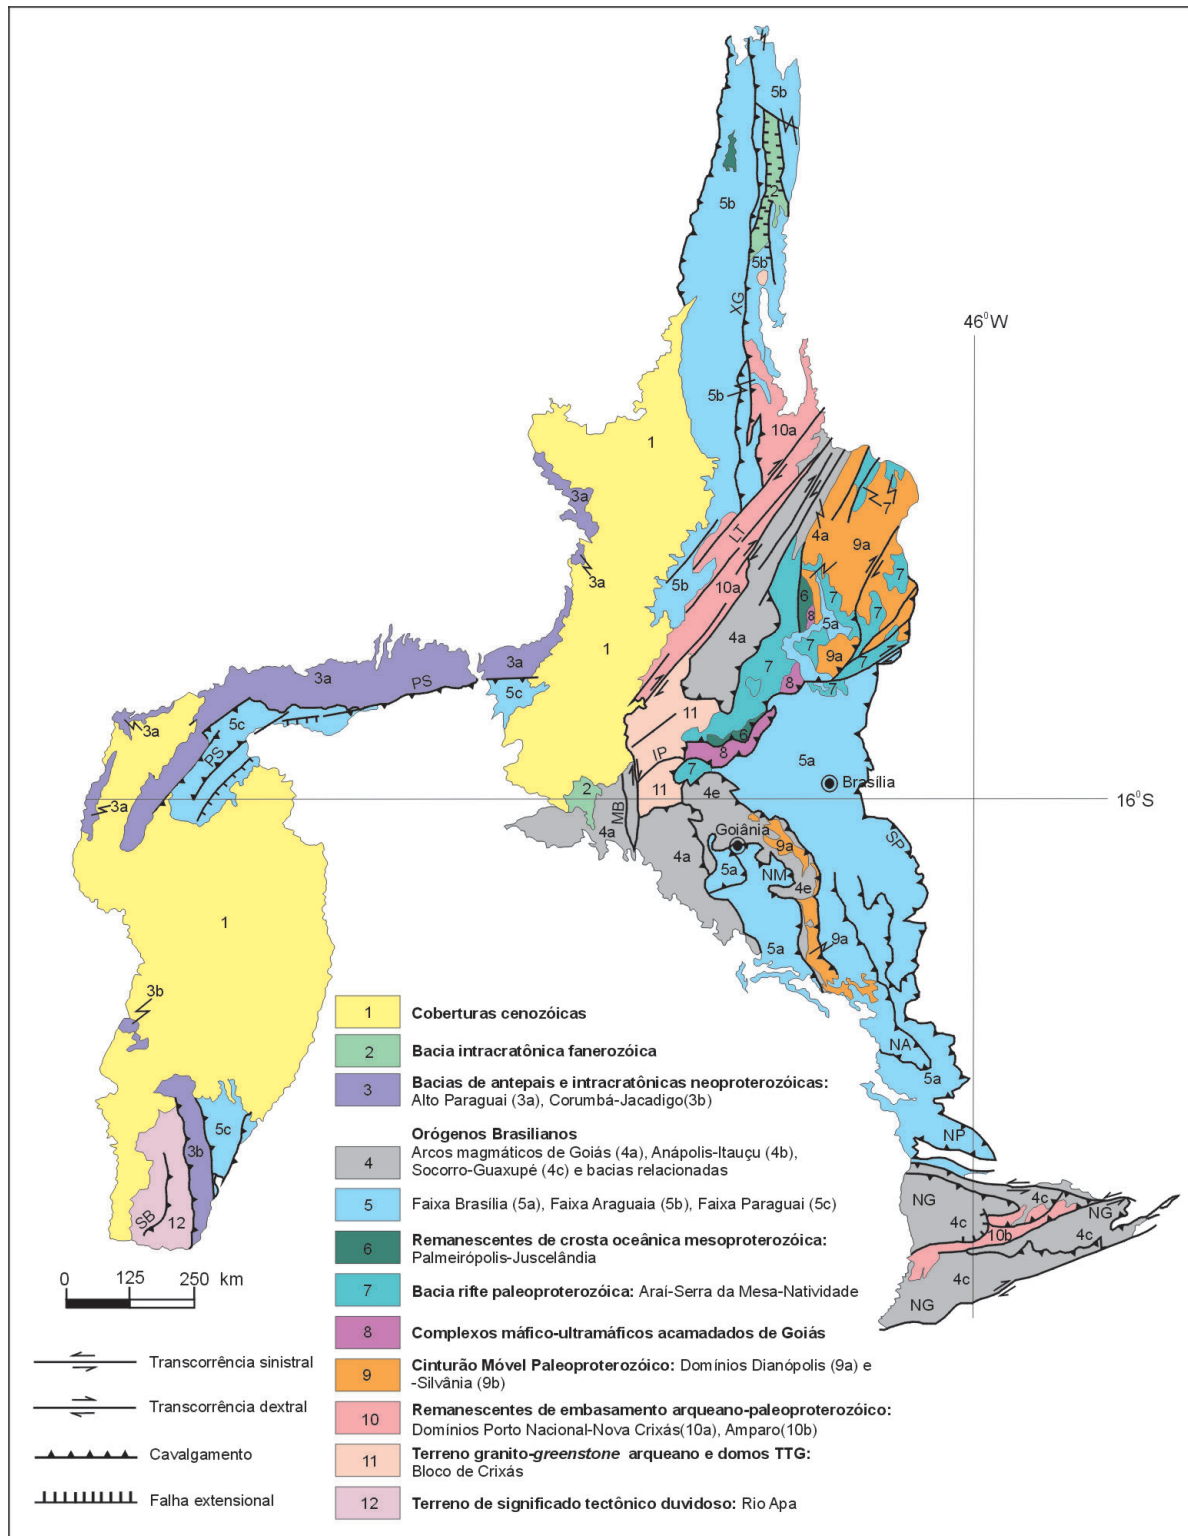 5b
2
5b
5b
XG
46⁰W
5b
10a
1
3a
7
4a
9a
LT
3a
5b
10a
7
6
8
7
5a
7
7
4a
9a
7
1
3a
7
8
7
3a
PS
5c
11
5c
3a
PS
6
IP
8
5a
7
Brasília
11
2
4e
16⁰S
3a
MB
4a
Goiânia
SP
9a
4a
5a
NM
4e
1
9a
5a
3b
NA
5a
5c
3b
NP
SB
12
NG
4c
NG
4c
10b
4c
4c
NG
1 Coberturas cenozóicas
2 Bacia intracratônica fanerozóica
3 Bacias de antepais e intracratônicas neoproterozóicas:
Alto Paraguai (3a), Corumbá-Jacadigo(3b)
Orógenos Brasilianos
4 Arcos magmáticos de Goiás (4a), Anápolis-Itauçu (4b),
Socorro-Guaxupé (4c) e bacias relacionadas
5 Faixa Brasília (5a), Faixa Araguaia (5b), Faixa Paraguai (5c)
6 Remanescentes de crosta oceânica mesoproterozóica:
Palmeirópolis-Juscelândia
7 Bacia rifte paleoproterozóica: Araí-Serra da Mesa-Natividade
8 Complexos máfico-ultramáficos acamadados de Goiás
9 Cinturão Móvel Paleoproterozóico: Domínios Dianópolis (9a) e
-Silvânia (9b)
10 Remanescentes de embasamento arqueano-paleoproterozóico:
Domínios Porto Nacional-Nova Crixás(10a), Amparo(10b)
11 Terreno granito-greenstone arqueano e domos TTG:
Bloco de Crixás
12 Terreno de significado tectônico duvidoso: Rio Apa
0 125 250 km
Transcorrência sinistral
Transcorrência dextral
Cavalgamento
Falha extensional